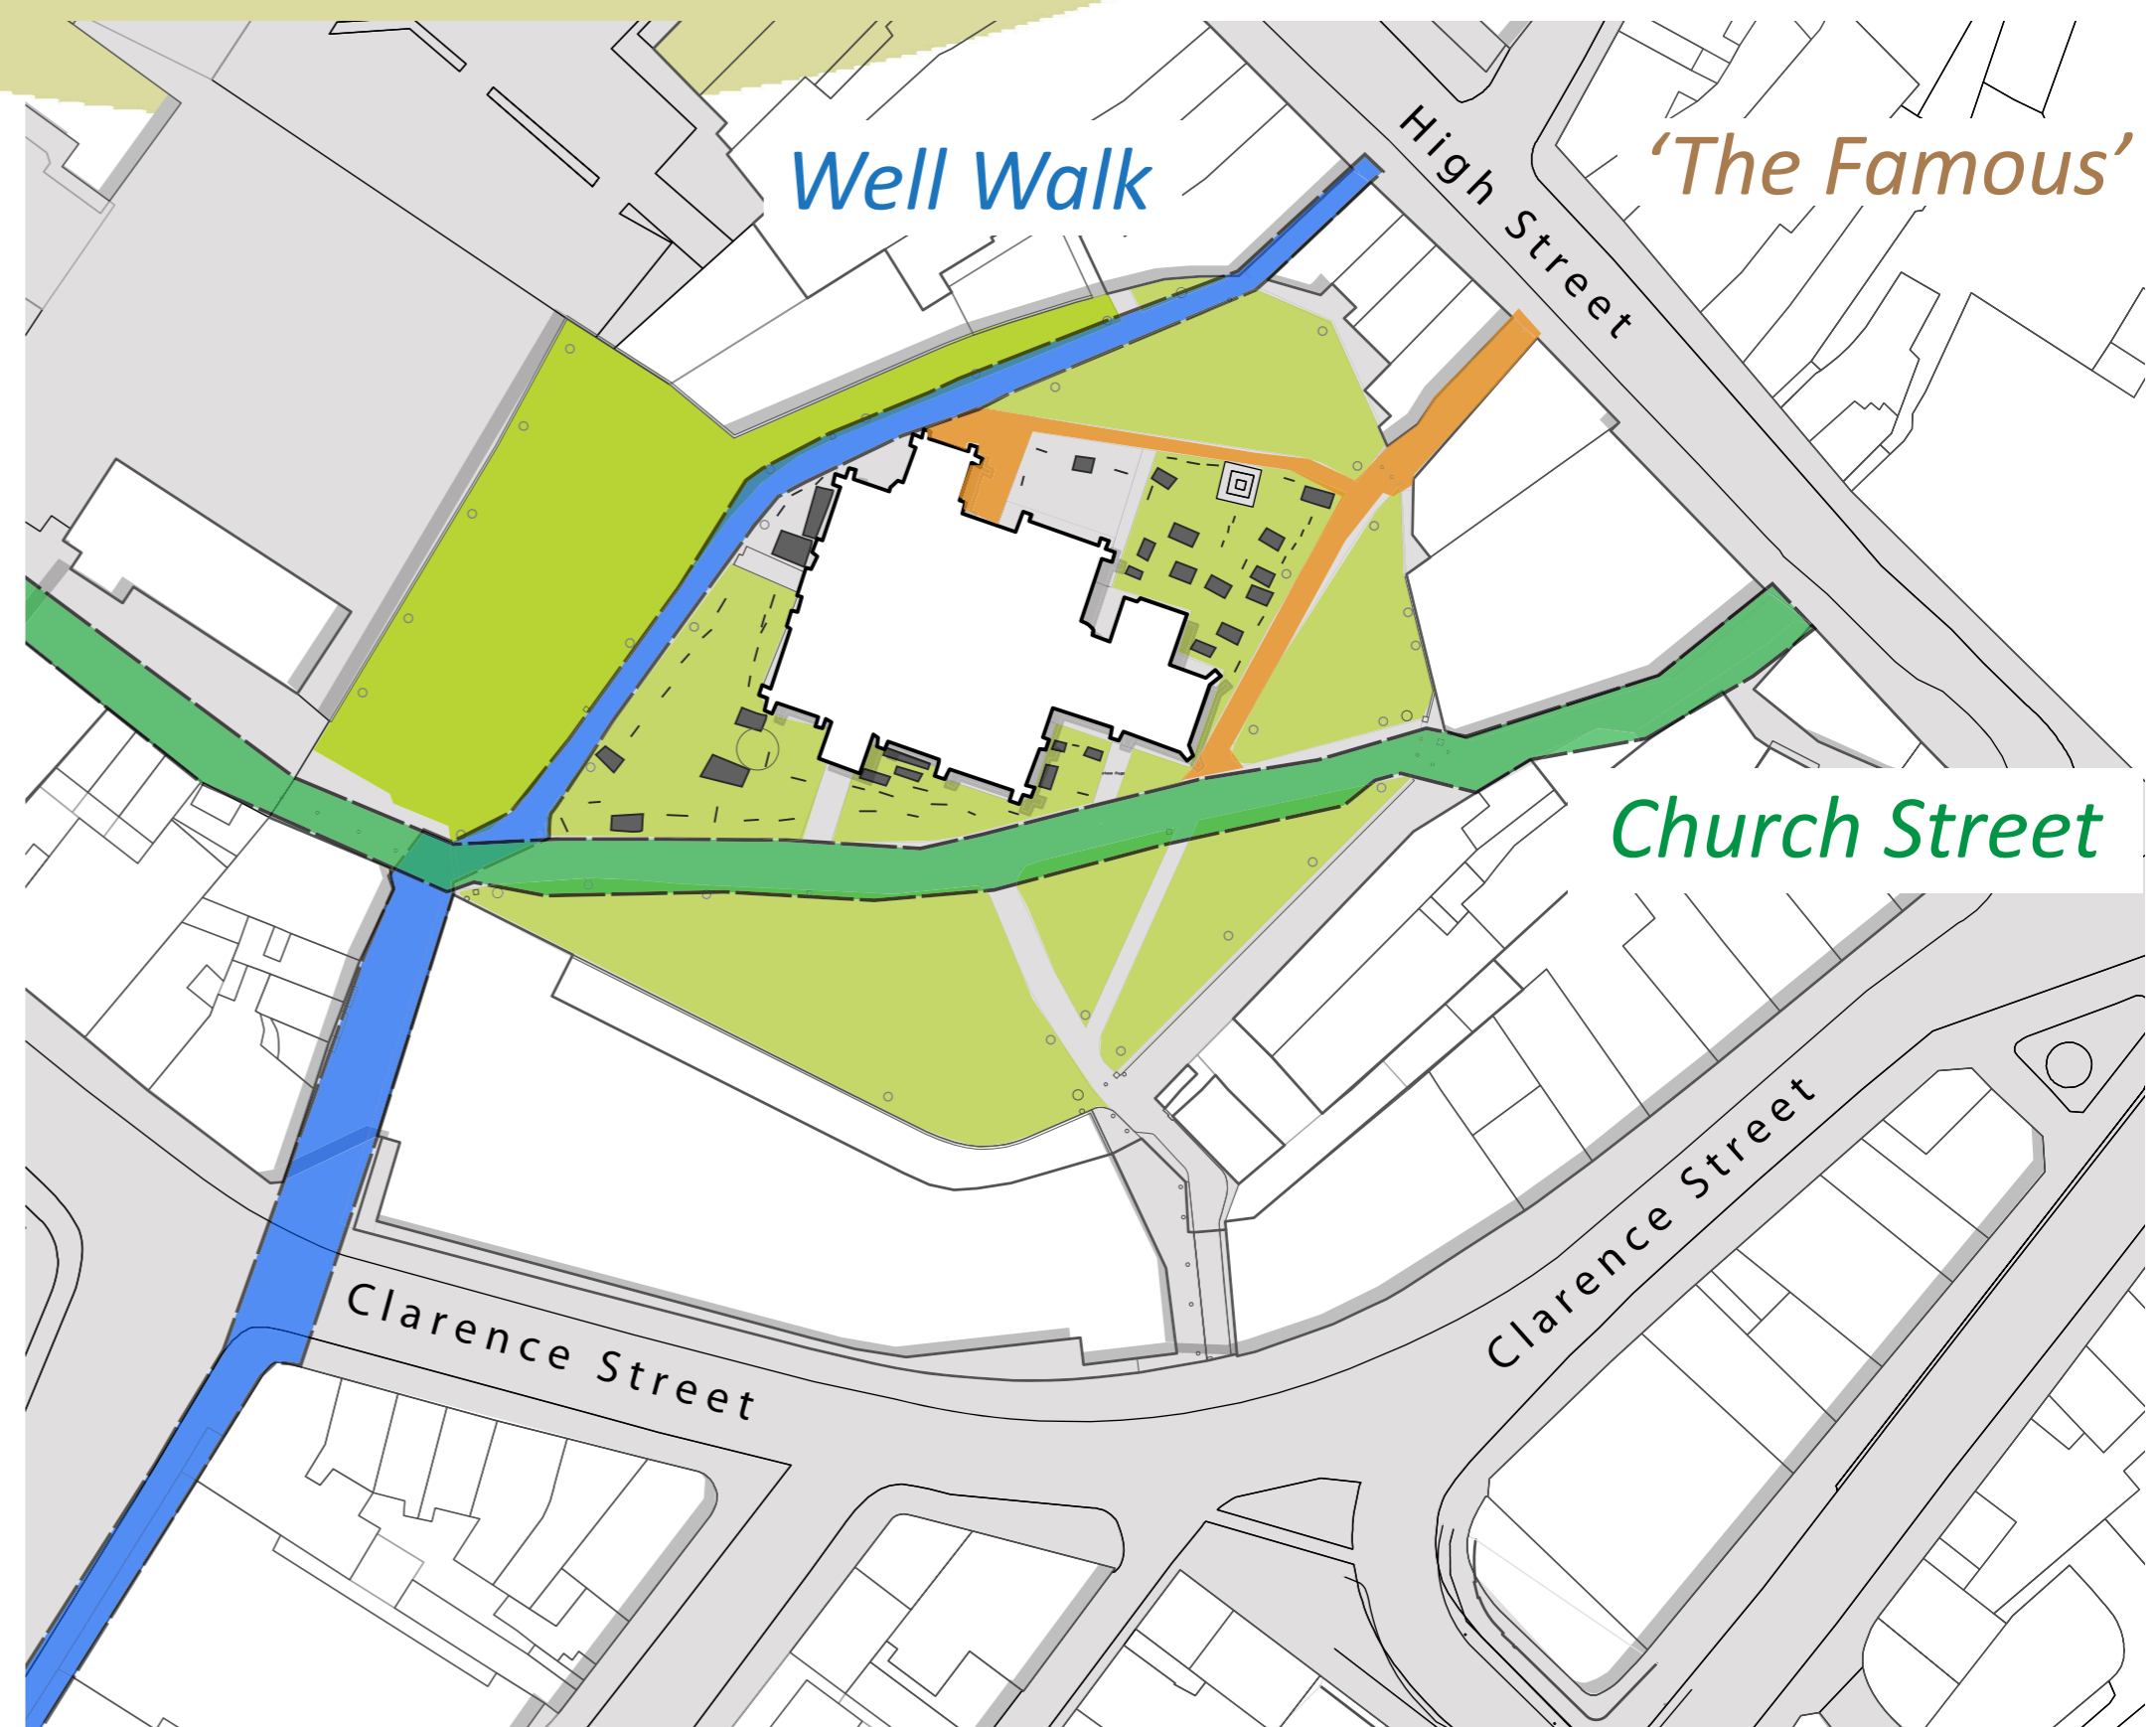 Well Walk
High Street
‘The Famous’
Church Street
Clarence Street
Clarence Street